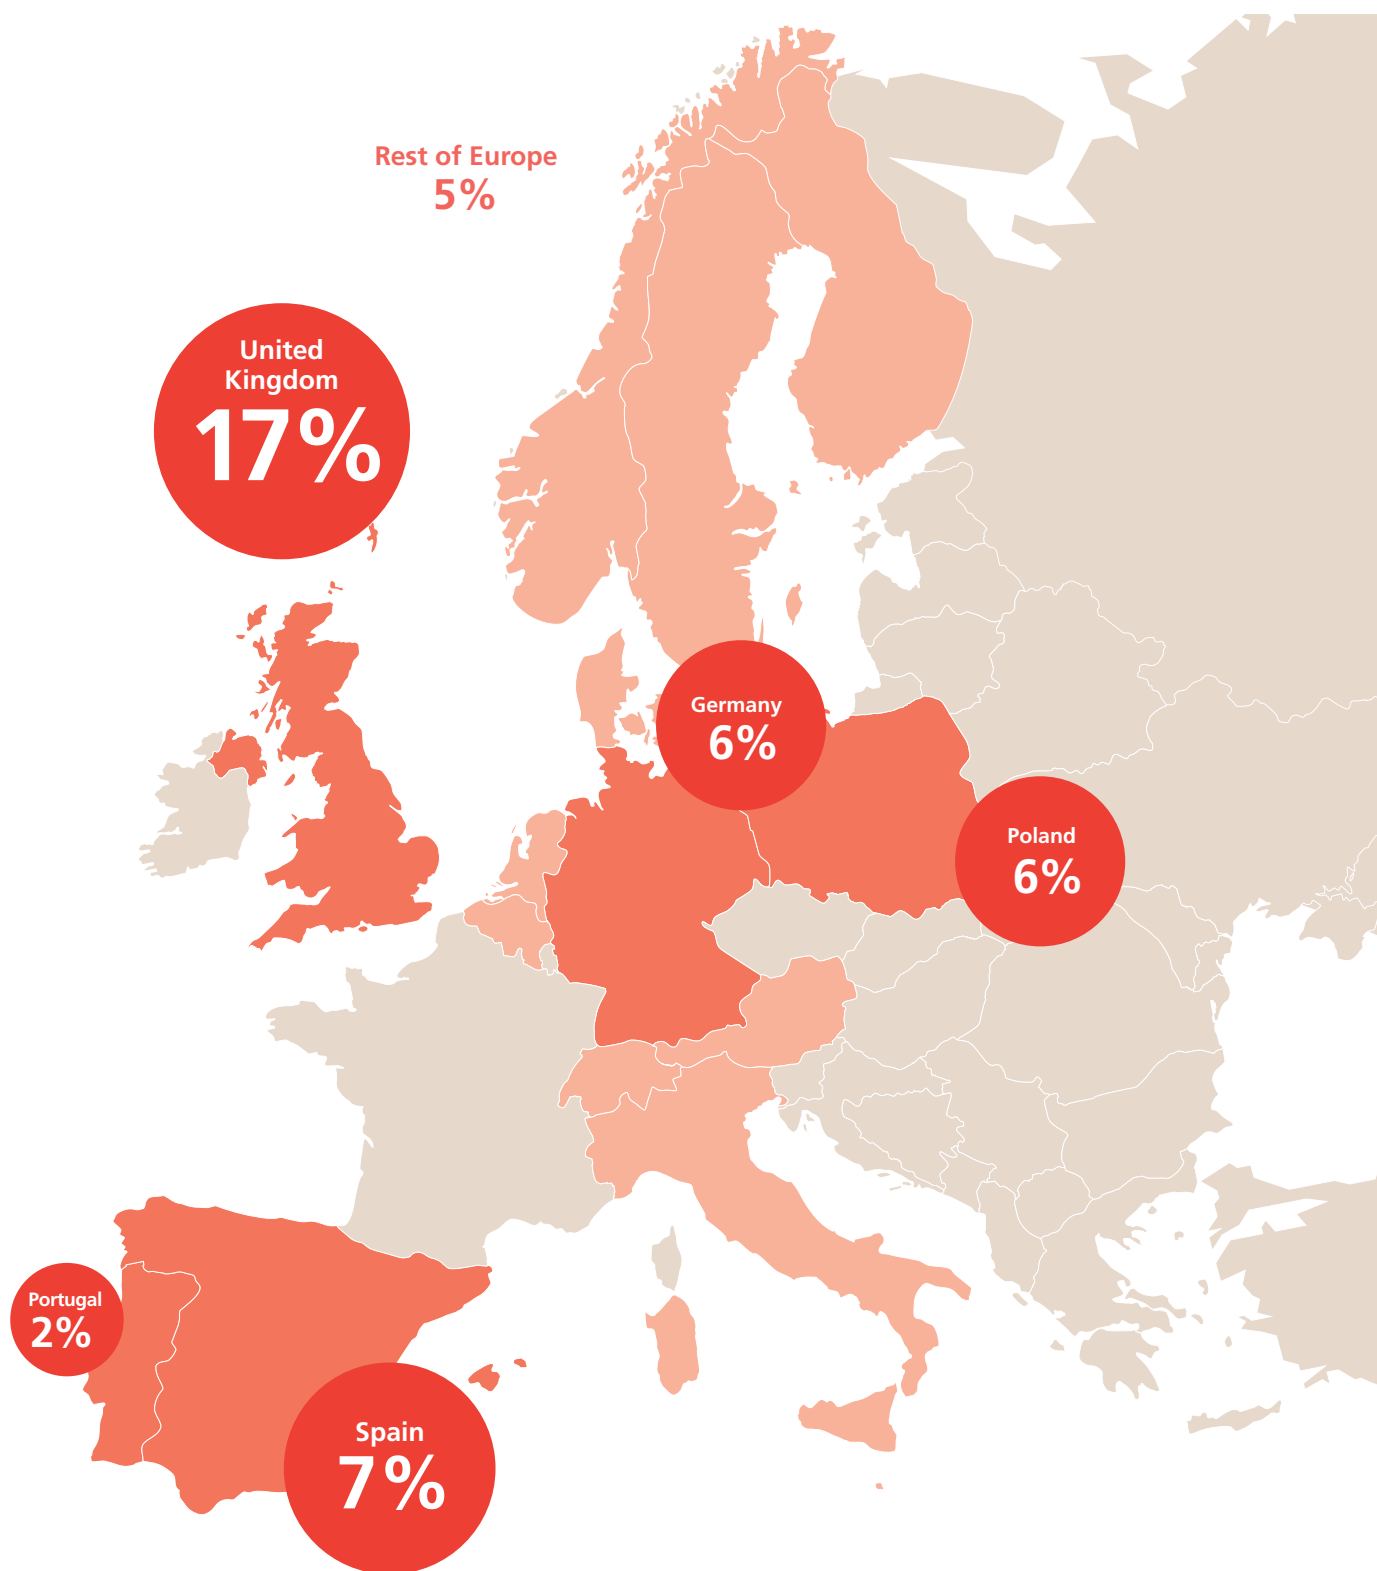 Rest of Europe
5%
United
Kingdom
17%
Germany
6%
Poland
6%
Portugal
2%
Spain
7%